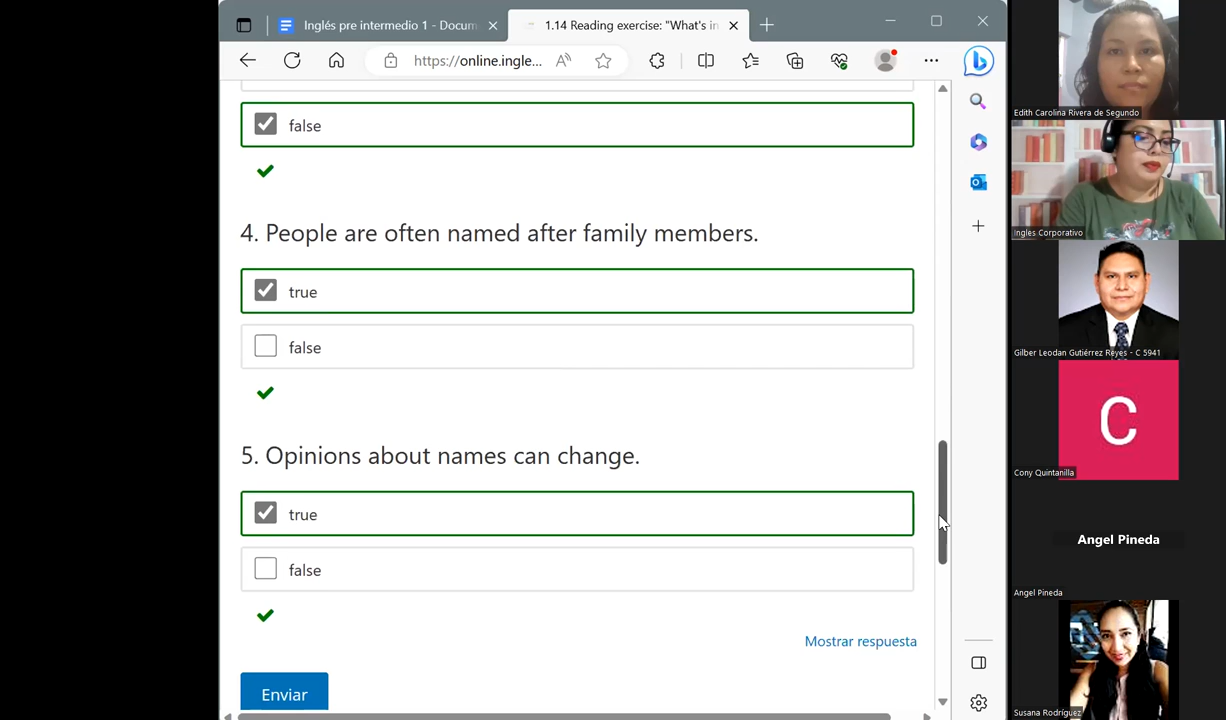 Inglés pre intermedio 1 - Docum
1.14 Reading exercise: "What's in
https://online.ingle...
false
4. People are often named after family members.
true
false
5. Opinions about names can change.
true
false
Mostrar respuesta
Enviar
Edith Carolina Rivera de Segundo
Ingles Corporativo
Gilber Leodan Gutiérrez Reyes - C 5941
C
Cony Quintanilla
Angel Pineda
Angel Pineda
Susana Rodríguez